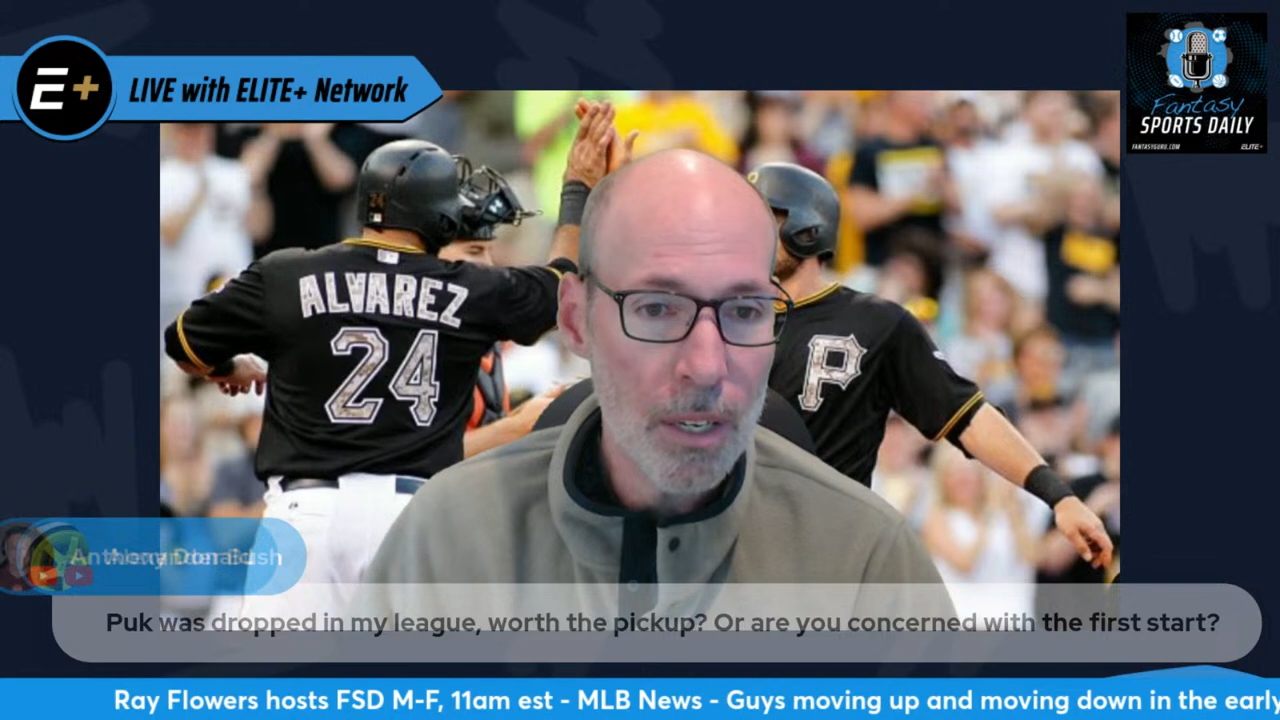 E+ LIVE with ELITE+ Network
Fantasy
SPORTS DAILY
FANTASYGURU.COM ELITE+
24
ALVAREZ
24
P
Puk was dropped in my league, worth the pickup? Or are you concerned with the first start?
Ray Flowers hosts FSD M-F, 11am est - MLB News - Guys moving up and moving down in the early